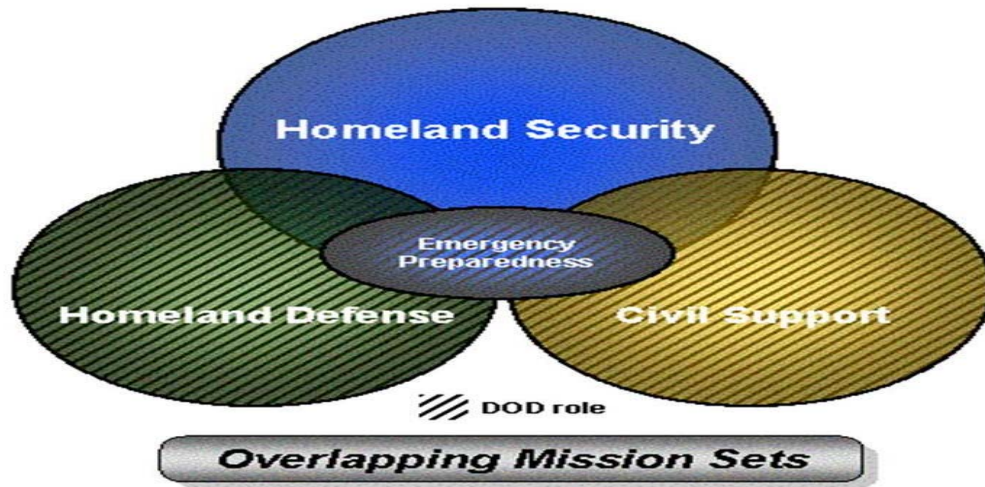 Homeland Security
Emergency
Preparedness
Homeland Defense
Civil Support
DOD role
Overlapping Mission Sets